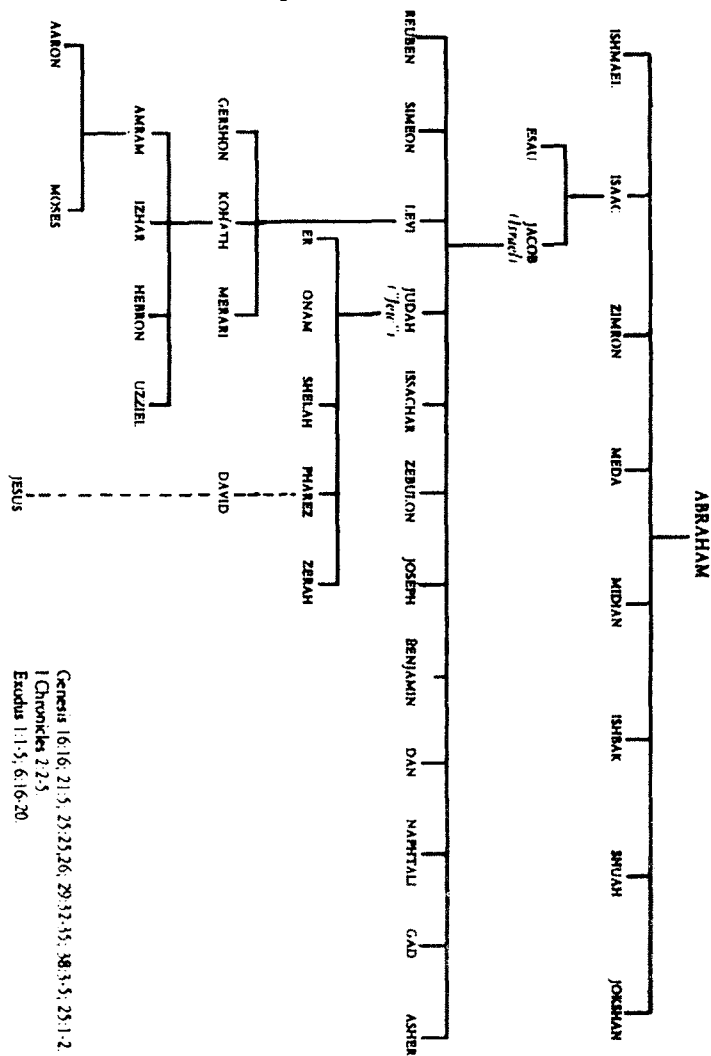 ABRAHAM
ISHMAEL
ISAAC
ZIMRON
MEDA
MIDIAN
ISHBAK
SHUAH
JOKSHAN
ESAU
JACOB
(Israel)
REUBEN
SIMEON
LEVI
JUDAH
("Jew")
ISSACHAR
ZEBULON
JOSEPH
BENJAMIN
DAN
NAPHTALI
GAD
ASHER
ER
ONAM
SHELAH
PHAREZ
ZERAH
GERSHON
KOHATH
MERARI
DAVID
AMRAM
IZHAR
HEBRON
UZZIEL
AARON
MOSES
JESUS
Genesis 16:16; 21:5, 25:25,26; 29:32-35; 38:3-5; 25:1-2.
I Chronicles 2:2-5.
Exodus 1:1-5; 6:16-20.